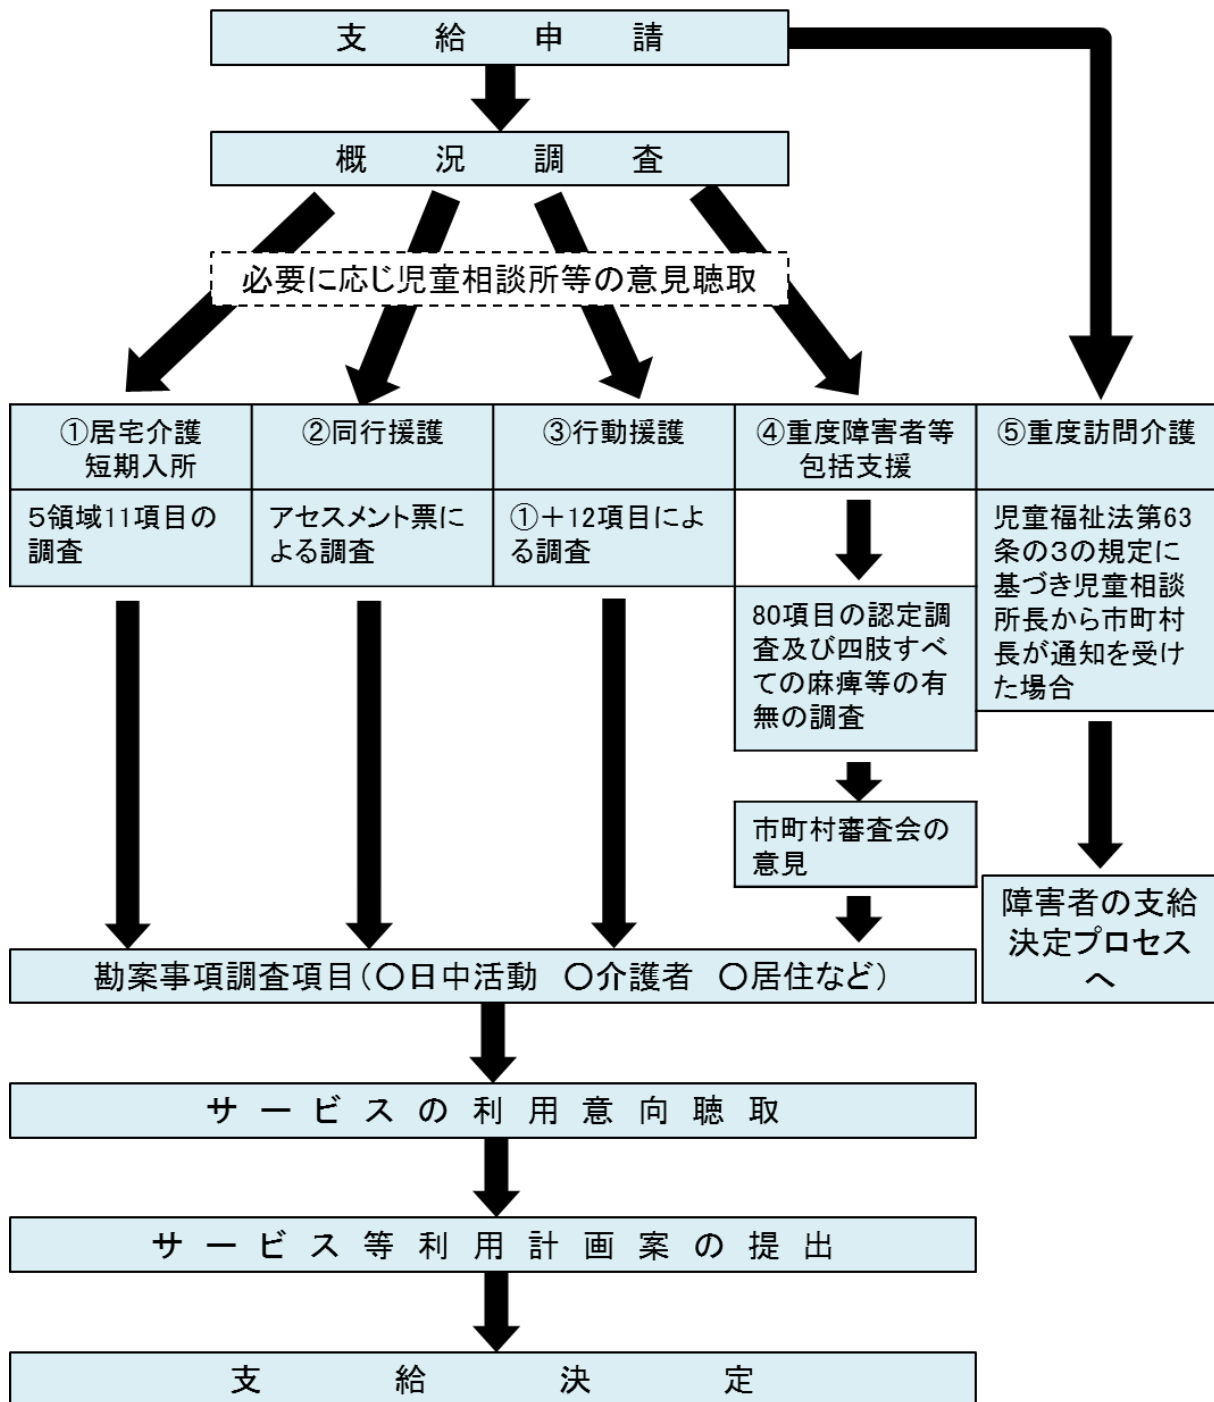 支給申請
概況調査
必要に応じ児童相談所等の意見聴取
①居宅介護
短期入所
5領域11項目の
調査
②同行援護
アセスメント票に
よる調査
③行動援護
①+12項目によ
る調査
④重度障害者等
包括支援
80項目の認定調
査及び四肢すべ
ての麻痺等の有
無の調査
市町村審査会の
意見
⑤重度訪問介護
児童福祉法第63
条の3の規定に
基づき児童相談
所長から市町村
長が通知を受け
た場合
障害者の支給
決定プロセス
へ
勘案事項調査項目(〇日中活動 〇介護者 〇居住など)
サービスの利用意向聴取
サービス等利用計画案の提出
支給決定